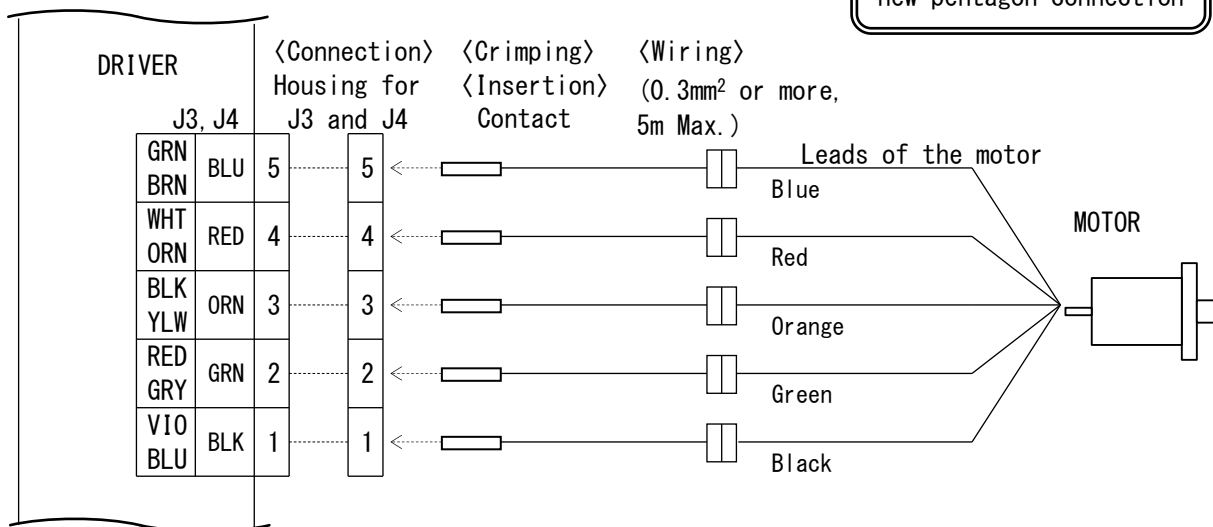 new pentagon connection
DRIVER
〈Connection〉
Housing for
J3 and J4
〈Crimping〉
〈Insertion〉
Contact
〈Wiring〉
(0.3mm² or more,
5m Max.)
J3, J4
GRN
BRN
BLU
5
5
Leads of the motor
Blue
WHT
ORN
RED
4
4
Red
MOTOR
BLK
YLW
ORN
3
3
Orange
RED
GRY
GRN
2
2
Green
VIO
BLU
BLK
1
1
Black